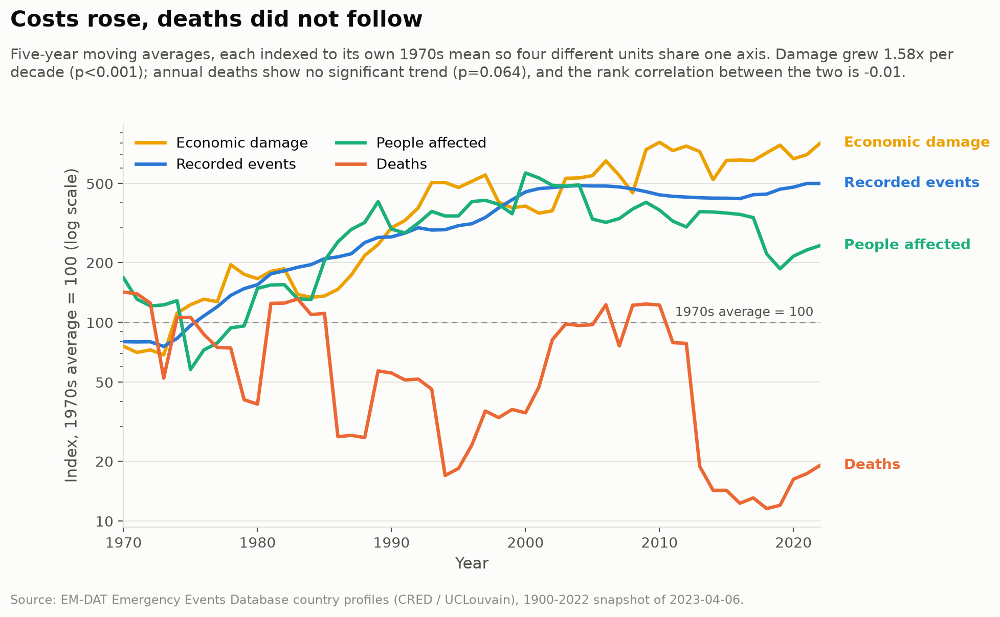 Costs rose, deaths did not follow
Five-year moving averages, each indexed to its own 1970s mean so four different units share one axis. Damage grew 1.58x per
decade (p<0.001); annual deaths show no significant trend (p=0.064), and the rank correlation between the two is -0.01.
Economic damage
Recorded events
People affected
Deaths
Economic damage
Recorded events
People affected
Deaths
1970s average = 100
Index, 1970s average = 100 (log scale)
500
200
100
50
20
10
1970
1980
1990
2000
2010
2020
Year
Source: EM-DAT Emergency Events Database country profiles (CRED / UCLouvain), 1900-2022 snapshot of 2023-04-06.